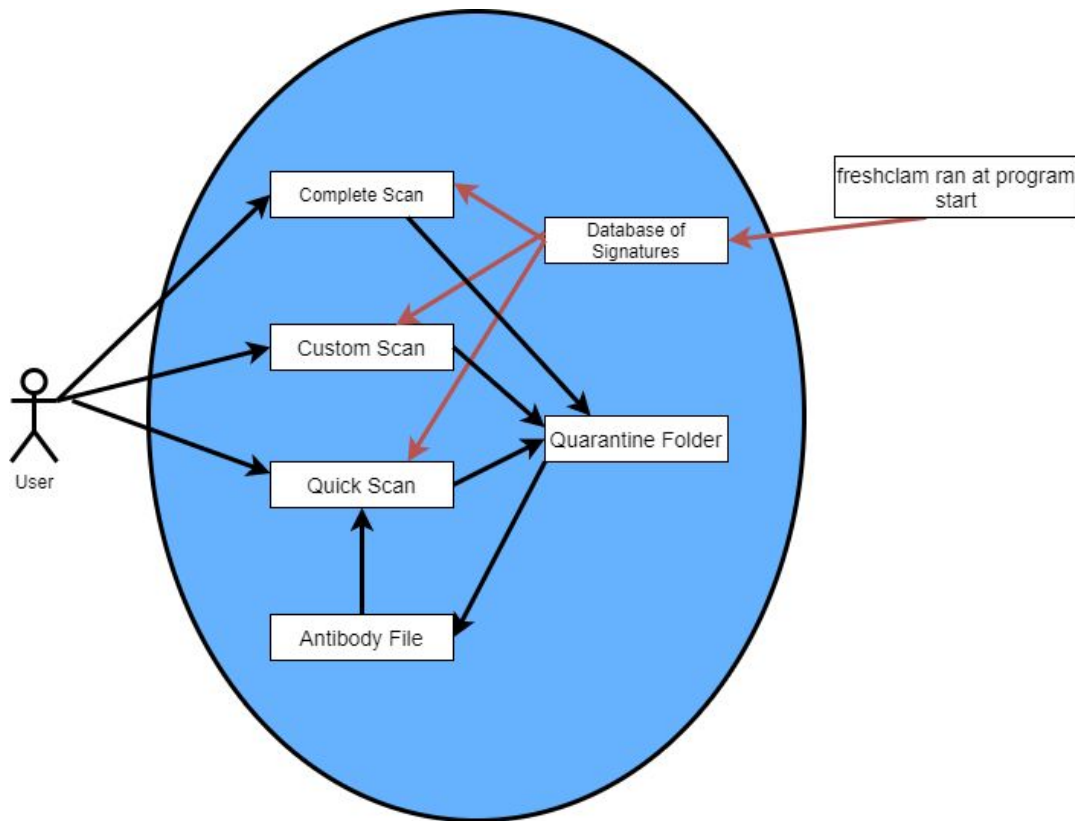 Complete Scan
freshclam ran at program
start
Database of
Signatures
Custom Scan
Quarantine Folder
User
Quick Scan
Antibody File